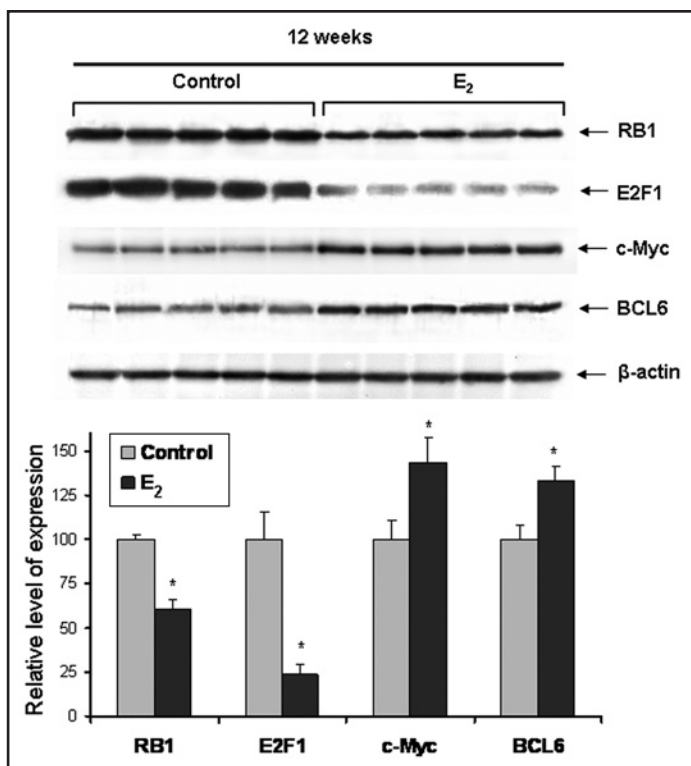 12 weeks
Control E₂
RB1
E2F1
c-Myc
BCL6
β-actin
Relative level of expression
150
125
100
75
50
25
0
Control
E₂
* * * *
RB1 E2F1 c-Myc BCL6